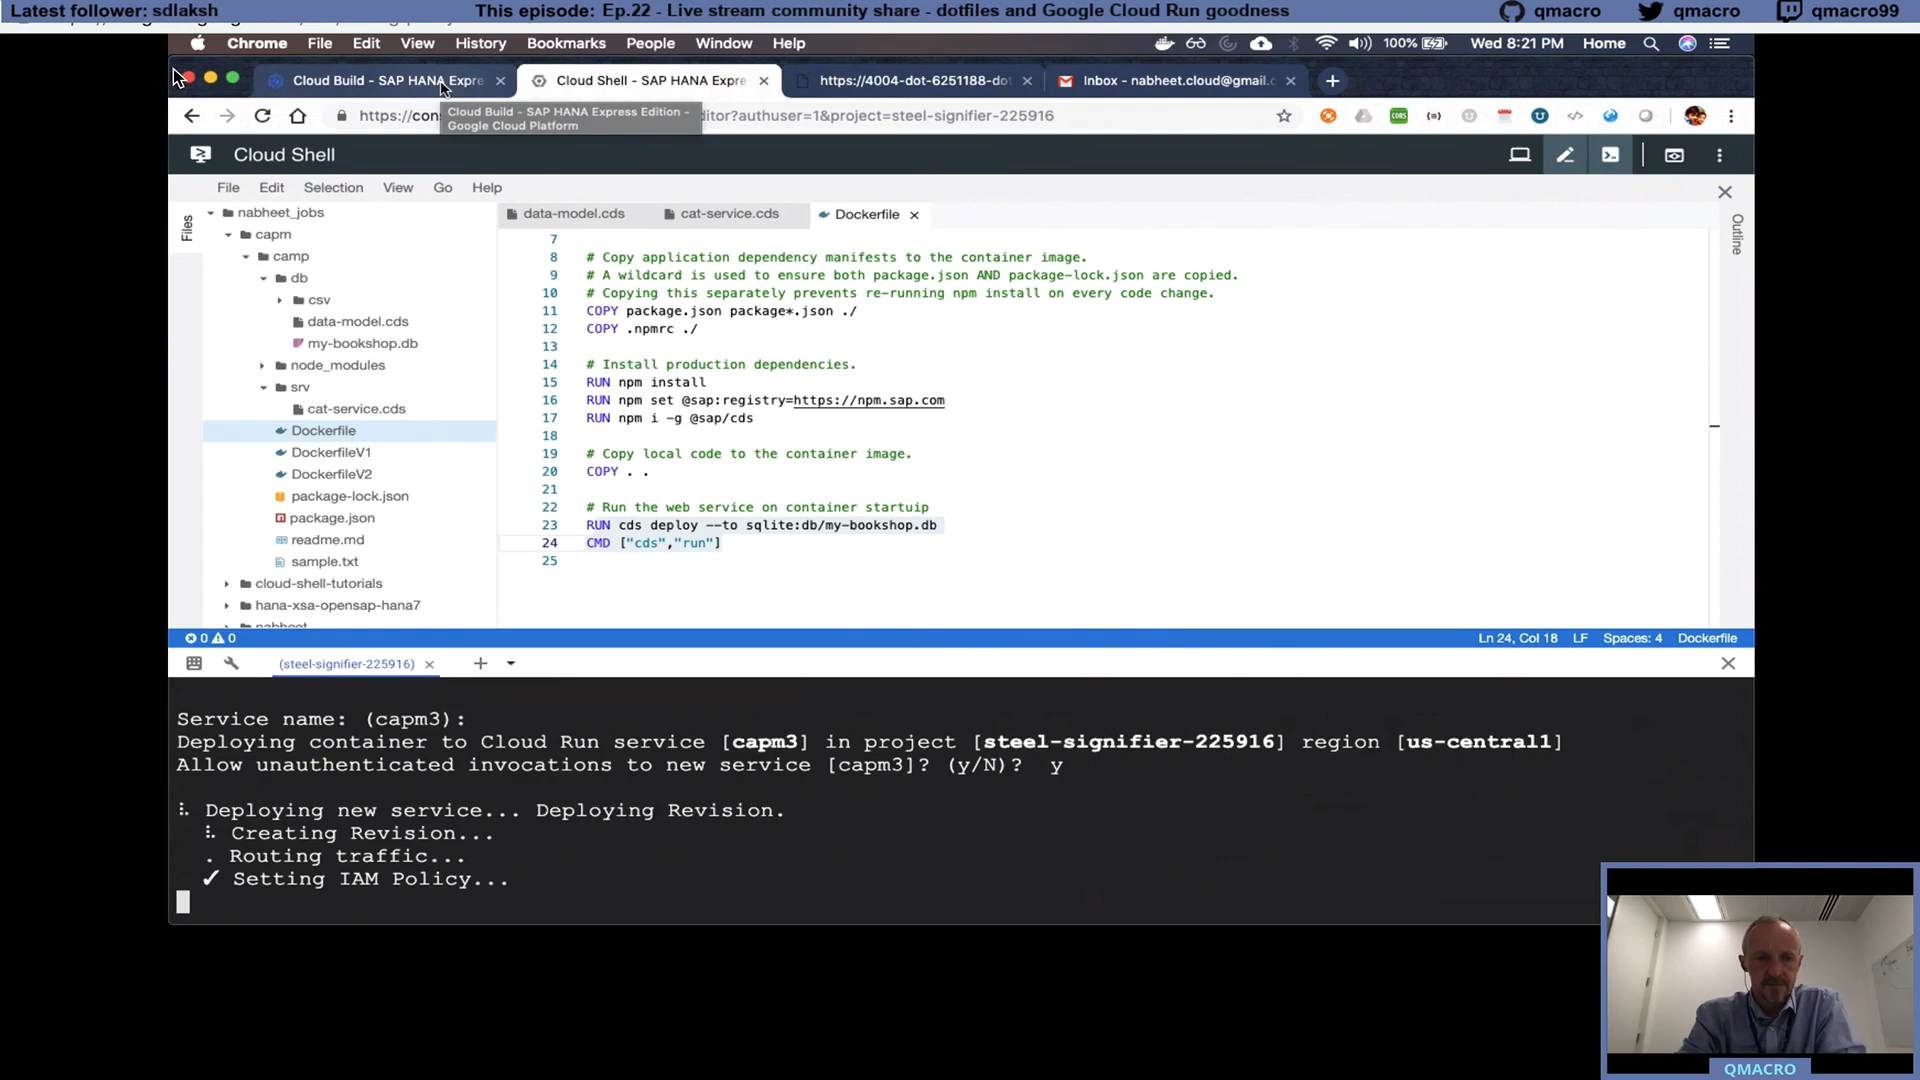 Latest follower: sdlaksh
This episode: Ep.22 - Live stream community share - dotfiles and Google Cloud Run goodness
qmacro
qmacro
qmacro99
Chrome File Edit View History Bookmarks People Window Help
100%
Wed 8:21 PM Home
Cloud Build - SAP HANA Expre
Cloud Shell - SAP HANA Expre
https://4004-dot-6251188-dot
Inbox - nabheet.cloud@gmail.c
https://con
itor?authuser=1&project=steel-signifier-225916
Cloud Build - SAP HANA Express Edition -
Google Cloud Platform
CORS
Cloud Shell
File Edit Selection View Go Help
Files
Outline
nabheet_jobs
capm
camp
db
csv
data-model.cds
my-bookshop.db
node_modules
srv
cat-service.cds
Dockerfile
DockerfileV1
DockerfileV2
package-lock.json
package.json
readme.md
sample.txt
cloud-shell-tutorials
hana-xsa-opensap-hana7
nabheet
data-model.cds
cat-service.cds
Dockerfile
7
8 # Copy application dependency manifests to the container image.
9 # A wildcard is used to ensure both package.json AND package-lock.json are copied.
10 # Copying this separately prevents re-running npm install on every code change.
11 COPY package.json package*.json ./
12 COPY .npmrc ./
13
14 # Install production dependencies.
15 RUN npm install
16 RUN npm set @sap:registry=https://npm.sap.com
17 RUN npm i -g @sap/cds
18
19 # Copy local code to the container image.
20 COPY . .
21
22 # Run the web service on container startuip
23 RUN cds deploy --to sqlite:db/my-bookshop.db
24 CMD ["cds","run"]
25
0 0
Ln 24, Col 18 LF Spaces: 4 Dockerfile
(steel-signifier-225916)
Service name: (capm3):
Deploying container to Cloud Run service [capm3] in project [steel-signifier-225916] region [us-central1]
Allow unauthenticated invocations to new service [capm3]? (y/N)? y
Deploying new service... Deploying Revision.
Creating Revision...
. Routing traffic...
✓ Setting IAM Policy...
QMACRO